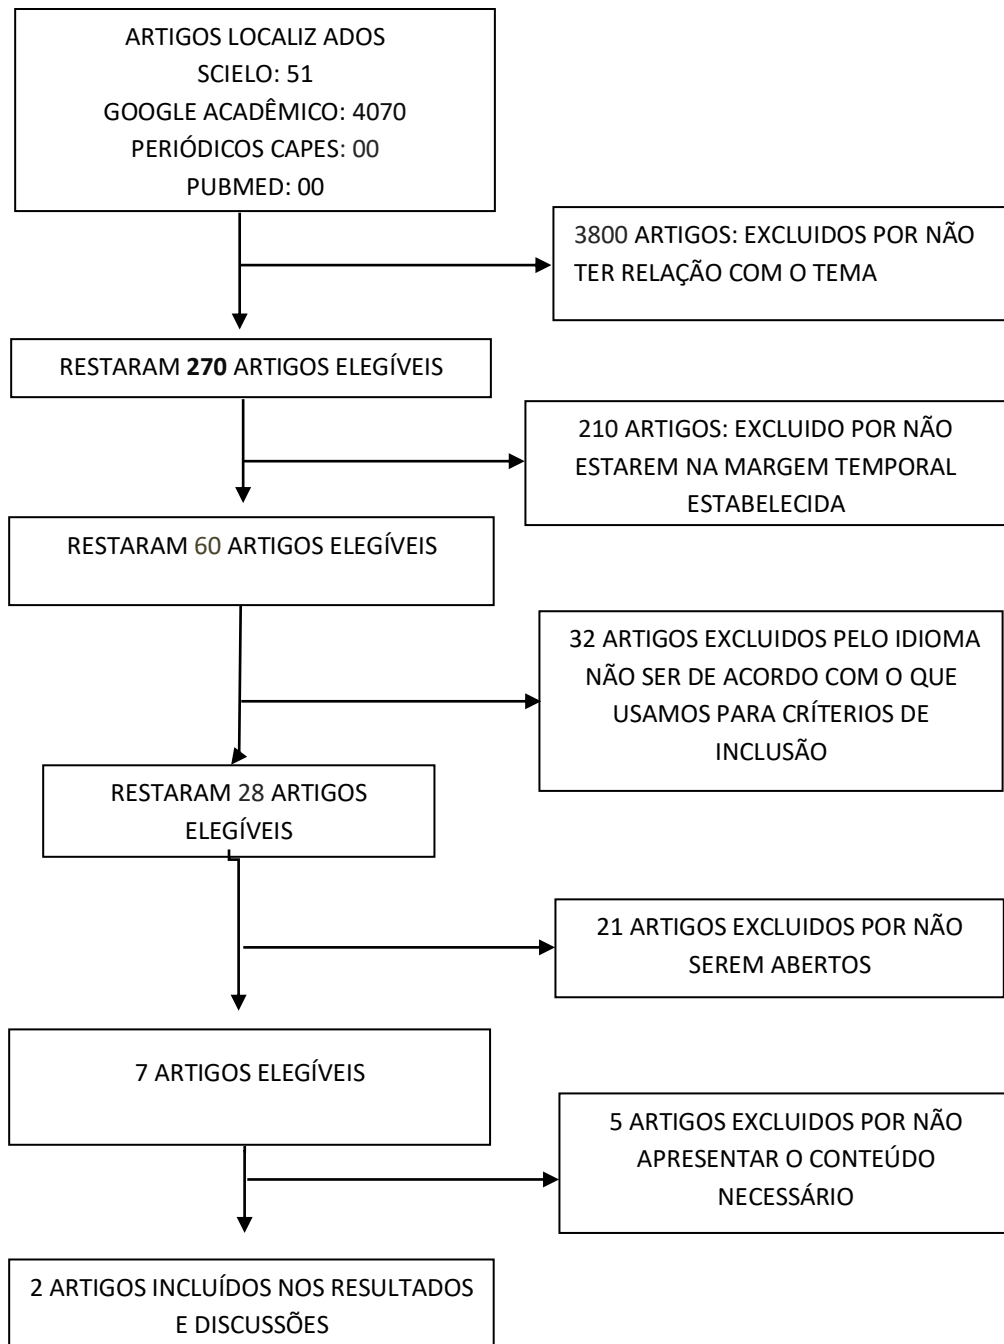 ARTIGOS LOCALIZ ADOS
SCIELO: 51
GOOGLE ACADÊMICO: 4070
PERIÓDICOS CAPES: 00
PUBMED: 00
3800 ARTIGOS: EXCLUIDOS POR NÃO
TER RELAÇÃO COM O TEMA
RESTARAM 270 ARTIGOS ELEGÍVEIS
210 ARTIGOS: EXCLUIDO POR NÃO
ESTAREM NA MARGEM TEMPORAL
ESTABELECIDA
RESTARAM 60 ARTIGOS ELEGÍVEIS
32 ARTIGOS EXCLUIDOS PELO IDIOMA
NÃO SER DE ACORDO COM O QUE
USAMOS PARA CRÍTERIOS DE
INCLUSÃO
RESTARAM 28 ARTIGOS
ELEGÍVEIS
21 ARTIGOS EXCLUIDOS POR NÃO
SEREM ABERTOS
7 ARTIGOS ELEGÍVEIS
5 ARTIGOS EXCLUIDOS POR NÃO
APRESENTAR O CONTEÚDO
NECESSÁRIO
2 ARTIGOS INCLUÍDOS NOS RESULTADOS
E DISCUSSÕES